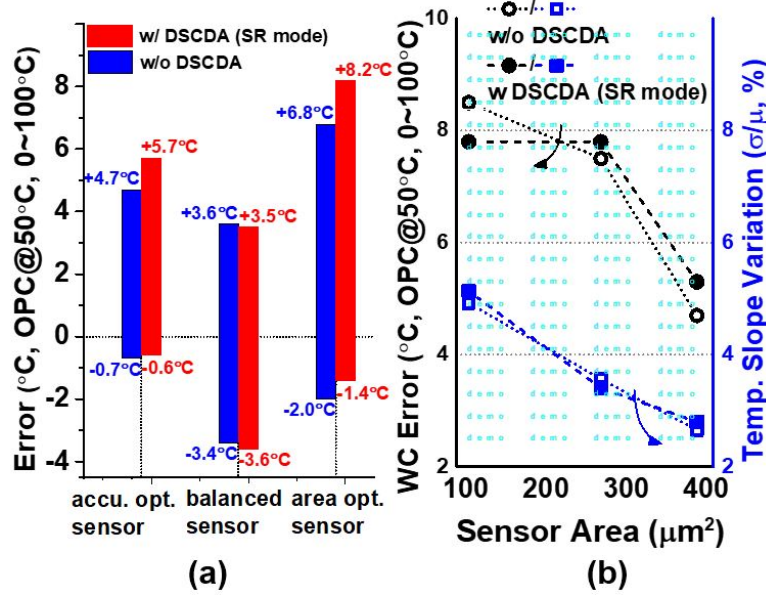 w/ DSCDA (SR mode)
w/o DSCDA
Error (°C, OPC@50°C, 0~100°C)
8
6
4
2
0
-2
-4
+4.7°C
+5.7°C
-0.7°C
-0.6°C
+3.6°C
+3.5°C
-3.4°C
-3.6°C
+6.8°C
+8.2°C
-2.0°C
-1.4°C
accu. opt.
sensor
balanced
sensor
area opt.
sensor
(a)
/
w/o DSCDA
/
w DSCDA (SR mode)
WC Error (°C, OPC@50°C, 0~100°C)
10
8
6
4
2
Temp. Slope Variation (σ/μ, %)
8
6
4
2
100 200 300 400
Sensor Area (μm²)
(b)